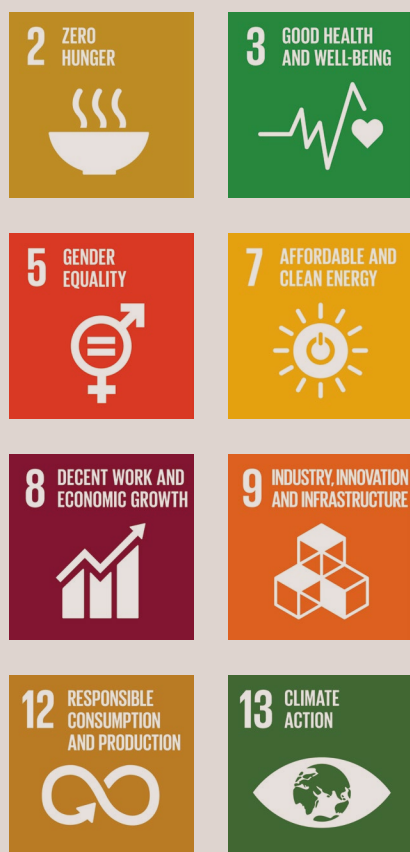 2 ZERO
HUNGER
3 GOOD HEALTH
AND WELL-BEING
5 GENDER
EQUALITY
7 AFFORDABLE AND
CLEAN ENERGY
8 DECENT WORK AND
ECONOMIC GROWTH
9 INDUSTRY, INNOVATION
AND INFRASTRUCTURE
12 RESPONSIBLE
CONSUMPTION
AND PRODUCTION
13 CLIMATE
ACTION